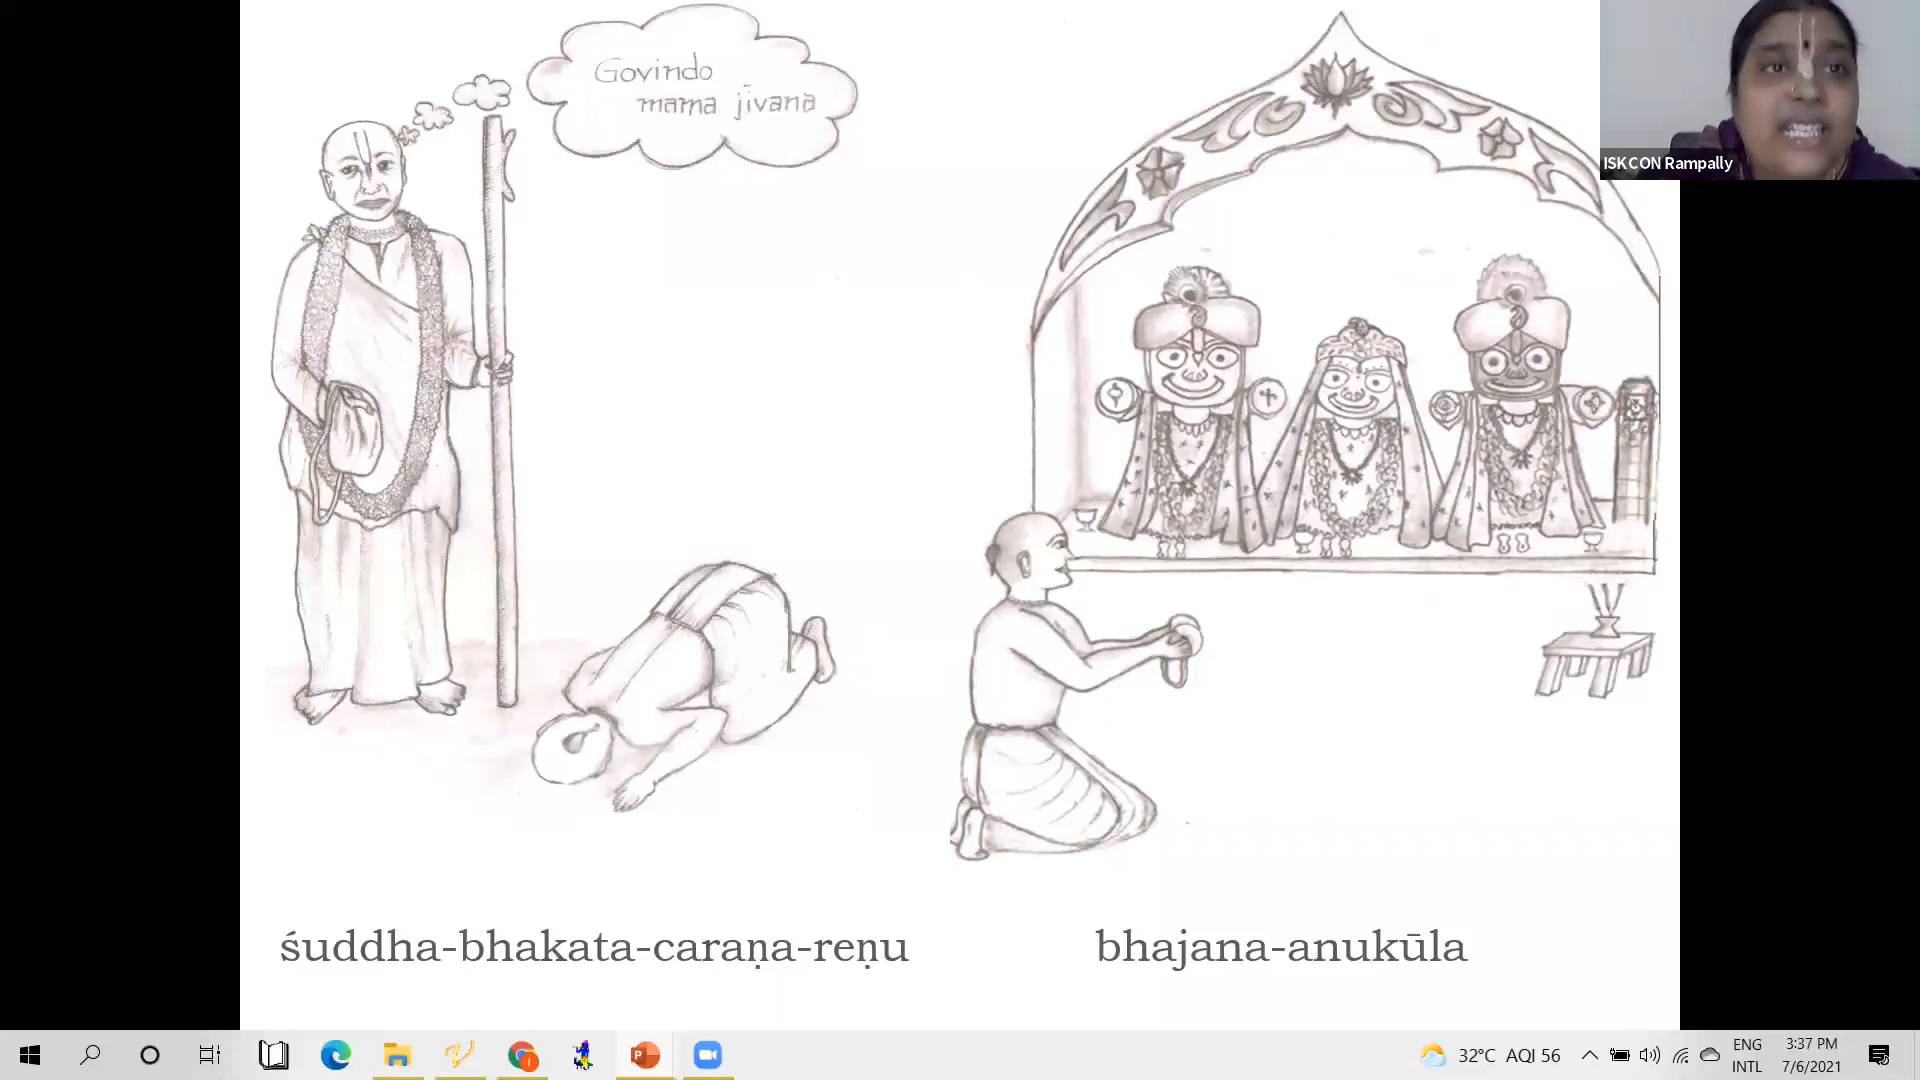 Govindo
mama jīvana
ISKCON Rampally
śuddha-bhakata-caraṇa-reṇu
bhajana-anukūla
32°C AQI 56
ENG
INTL
3:37 PM
7/6/2021